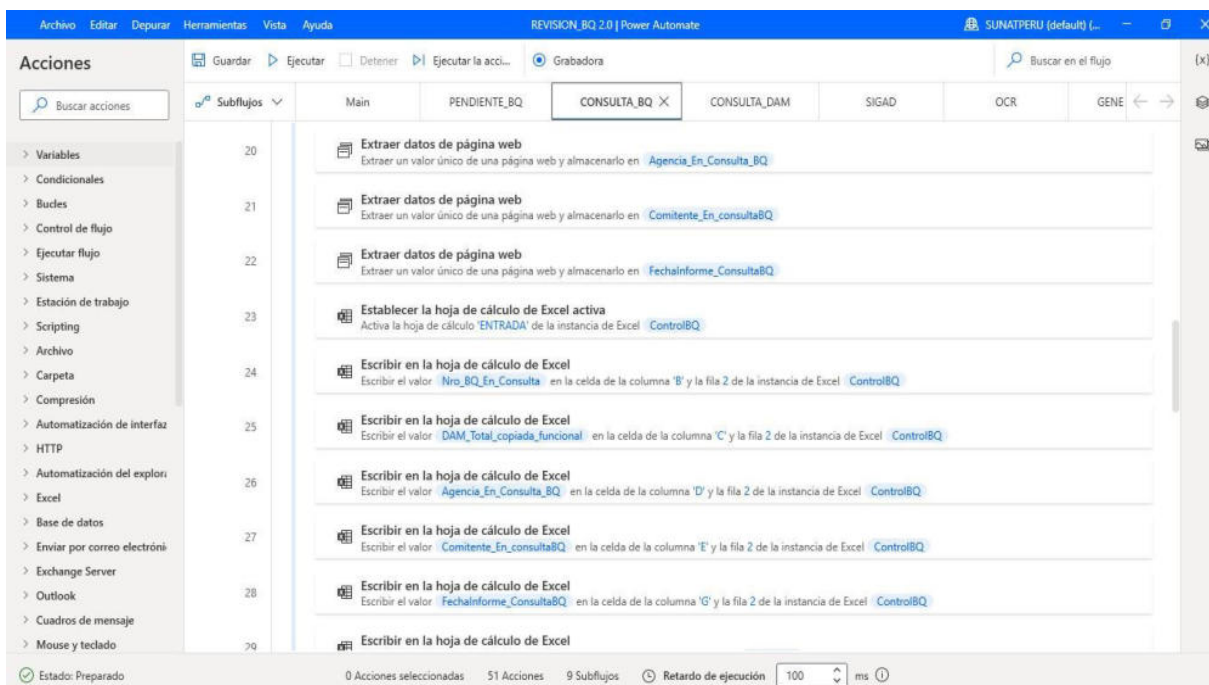 Archivo Editar Depurar Herramientas Vista Ayuda REVISION_BQ 2.0 | Power Automate SUNATPERU (default) (...
Acciones Guardar Ejecutar Detener Ejecutar la acci... Grabadora Buscar en el flujo {x}
Buscar acciones Subflujos Main PENDIENTE_BQ CONSULTA_BQ CONSULTA_DAM SIGAD OCR GENE
Variables
Condicionales
Bucles
Control de flujo
Ejecutar flujo
Sistema
Estación de trabajo
Scripting
Archivo
Carpeta
Compresión
Automatización de interfaz
HTTP
Automatización del explora
Excel
Base de datos
Enviar por correo electróni
Exchange Server
Outlook
Cuadros de mensaje
Mouse y teclado
20 Extraer datos de página web
Extraer un valor único de una página web y almacenarlo en Agencia_En_Consulta_BQ
21 Extraer datos de página web
Extraer un valor único de una página web y almacenarlo en Comitente_En_consultaBQ
22 Extraer datos de página web
Extraer un valor único de una página web y almacenarlo en FechaInforme_ConsultaBQ
23 Establecer la hoja de cálculo de Excel activa
Activa la hoja de cálculo 'ENTRADA' de la instancia de Excel ControlBQ
24 Escribir en la hoja de cálculo de Excel
Escribir el valor Nro_BQ_En_Consulta en la celda de la columna 'B' y la fila 2 de la instancia de Excel ControlBQ
25 Escribir en la hoja de cálculo de Excel
Escribir el valor DAM_Total_copiada_funcional en la celda de la columna 'C' y la fila 2 de la instancia de Excel ControlBQ
26 Escribir en la hoja de cálculo de Excel
Escribir el valor Agencia_En_Consulta_BQ en la celda de la columna 'D' y la fila 2 de la instancia de Excel ControlBQ
27 Escribir en la hoja de cálculo de Excel
Escribir el valor Comitente_En_consultaBQ en la celda de la columna 'E' y la fila 2 de la instancia de Excel ControlBQ
28 Escribir en la hoja de cálculo de Excel
Escribir el valor FechaInforme_ConsultaBQ en la celda de la columna 'G' y la fila 2 de la instancia de Excel ControlBQ
29 Escribir en la hoja de cálculo de Excel
Estado: Preparado 0 Acciones seleccionadas 51 Acciones 9 Subflujos Retardo de ejecución 100 ms